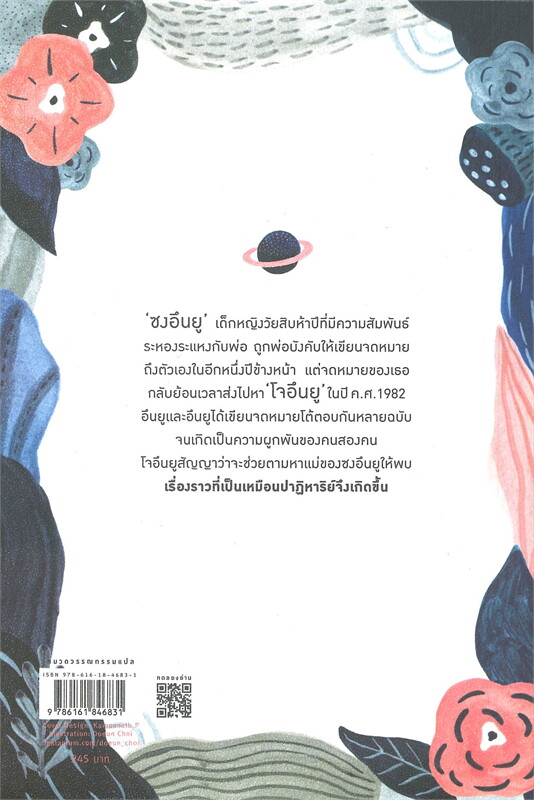 ‘ซงอึนยู’ เด็กหญิงวัยสิบห้าปีที่มีความสัมพันธ์
ระหองระแหงกับพ่อ ถูกพ่อบังคับให้เขียนจดหมาย
ถึงตัวเองในอีกหนึ่งปีข้างหน้า แต่จดหมายของเธอ
กลับย้อนเวลาส่งไปหา ‘โจอึนยู’ ในปี ค.ศ.1982
อึนยูและอึนยูได้เขียนจดหมายโต้ตอบกันหลายฉบับ
จนเกิดเป็นความผูกพันของคนสองคน
โจอึนยูสัญญาว่าจะช่วยตามหาแม่ของซงอึนยูให้พบ
เรื่องราวที่เป็นเหมือนปาฏิหาริย์จึงเกิดขึ้น
หมวดวรรณกรรมแปล
ISBN 978-616-18-4683-1
9 786161 846831
ทดลองอ่าน
Cover Design:
Illustration: Donun Choi
instagram.com/donun_choi
245 บาท